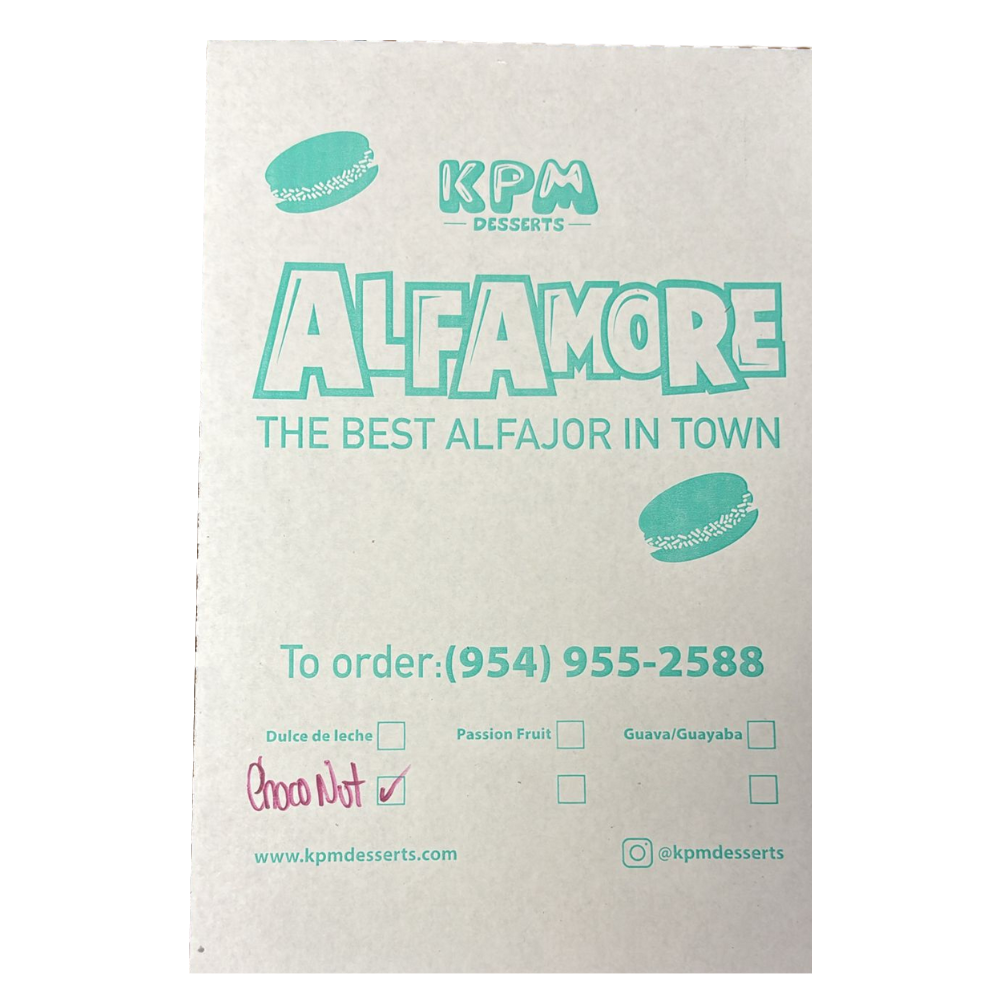 KPM
DESSERTS
ALFAMORE
THE BEST ALFAJOR IN TOWN
To order:(954) 955-2588
Dulce de leche Passion Fruit Guava/Guayaba
Choco Nut ✓
www.kpmdesserts.com @kpmdesserts